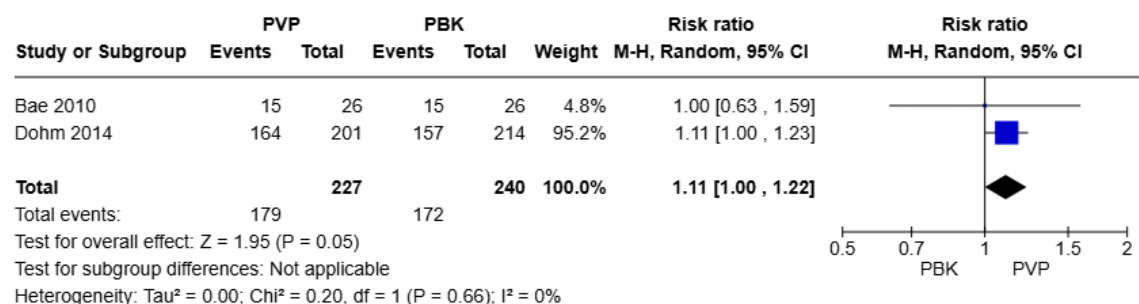 PVP PBK Risk ratio Risk ratio
Study or Subgroup Events Total Events Total Weight M-H, Random, 95% CI M-H, Random, 95% CI
Bae 2010 15 26 15 26 4.8% 1.00 [0.63 , 1.59]
Dohm 2014 164 201 157 214 95.2% 1.11 [1.00 , 1.23]
Total 227 240 100.0% 1.11 [1.00 , 1.22]
Total events: 179 172
Test for overall effect: Z = 1.95 (P = 0.05) 0.5 0.7 1 1.5 2
Test for subgroup differences: Not applicable PBK PVP
Heterogeneity: Tau² = 0.00; Chi² = 0.20, df = 1 (P = 0.66); I² = 0%